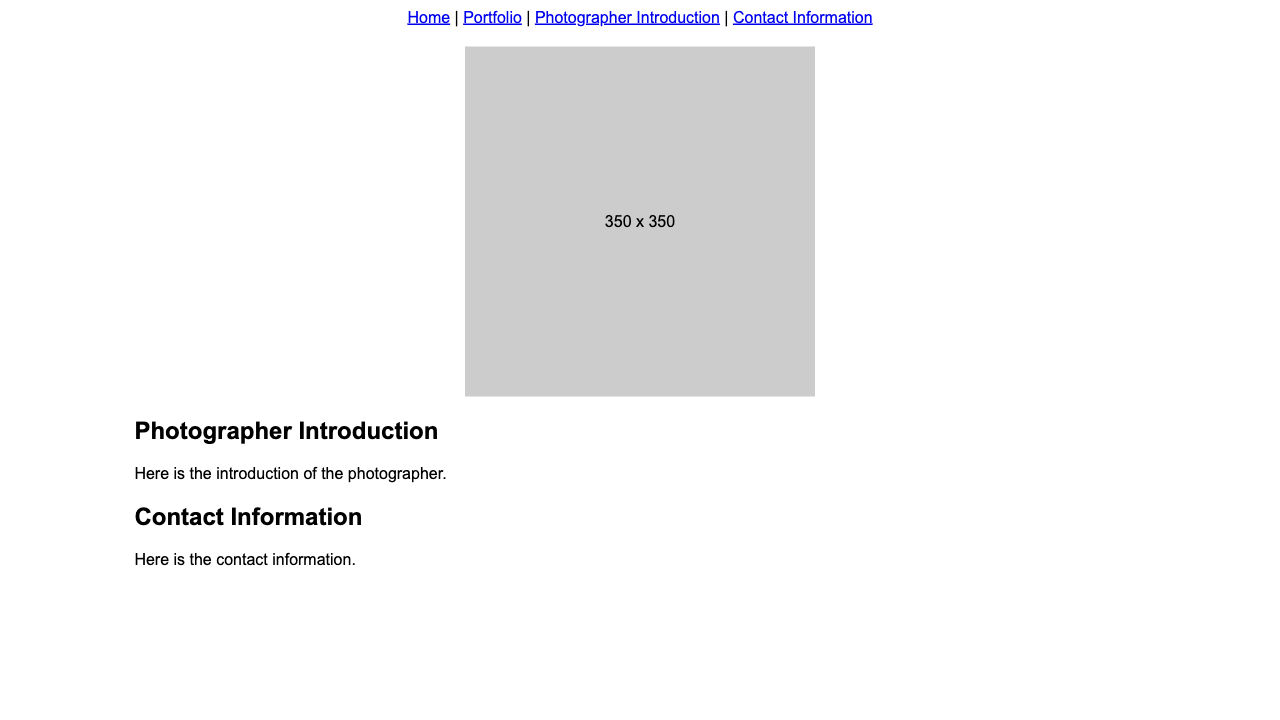 Home | Portfolio | Photographer Introduction | Contact Information
350 x 350
Photographer Introduction
Here is the introduction of the photographer.
Contact Information
Here is the contact information.